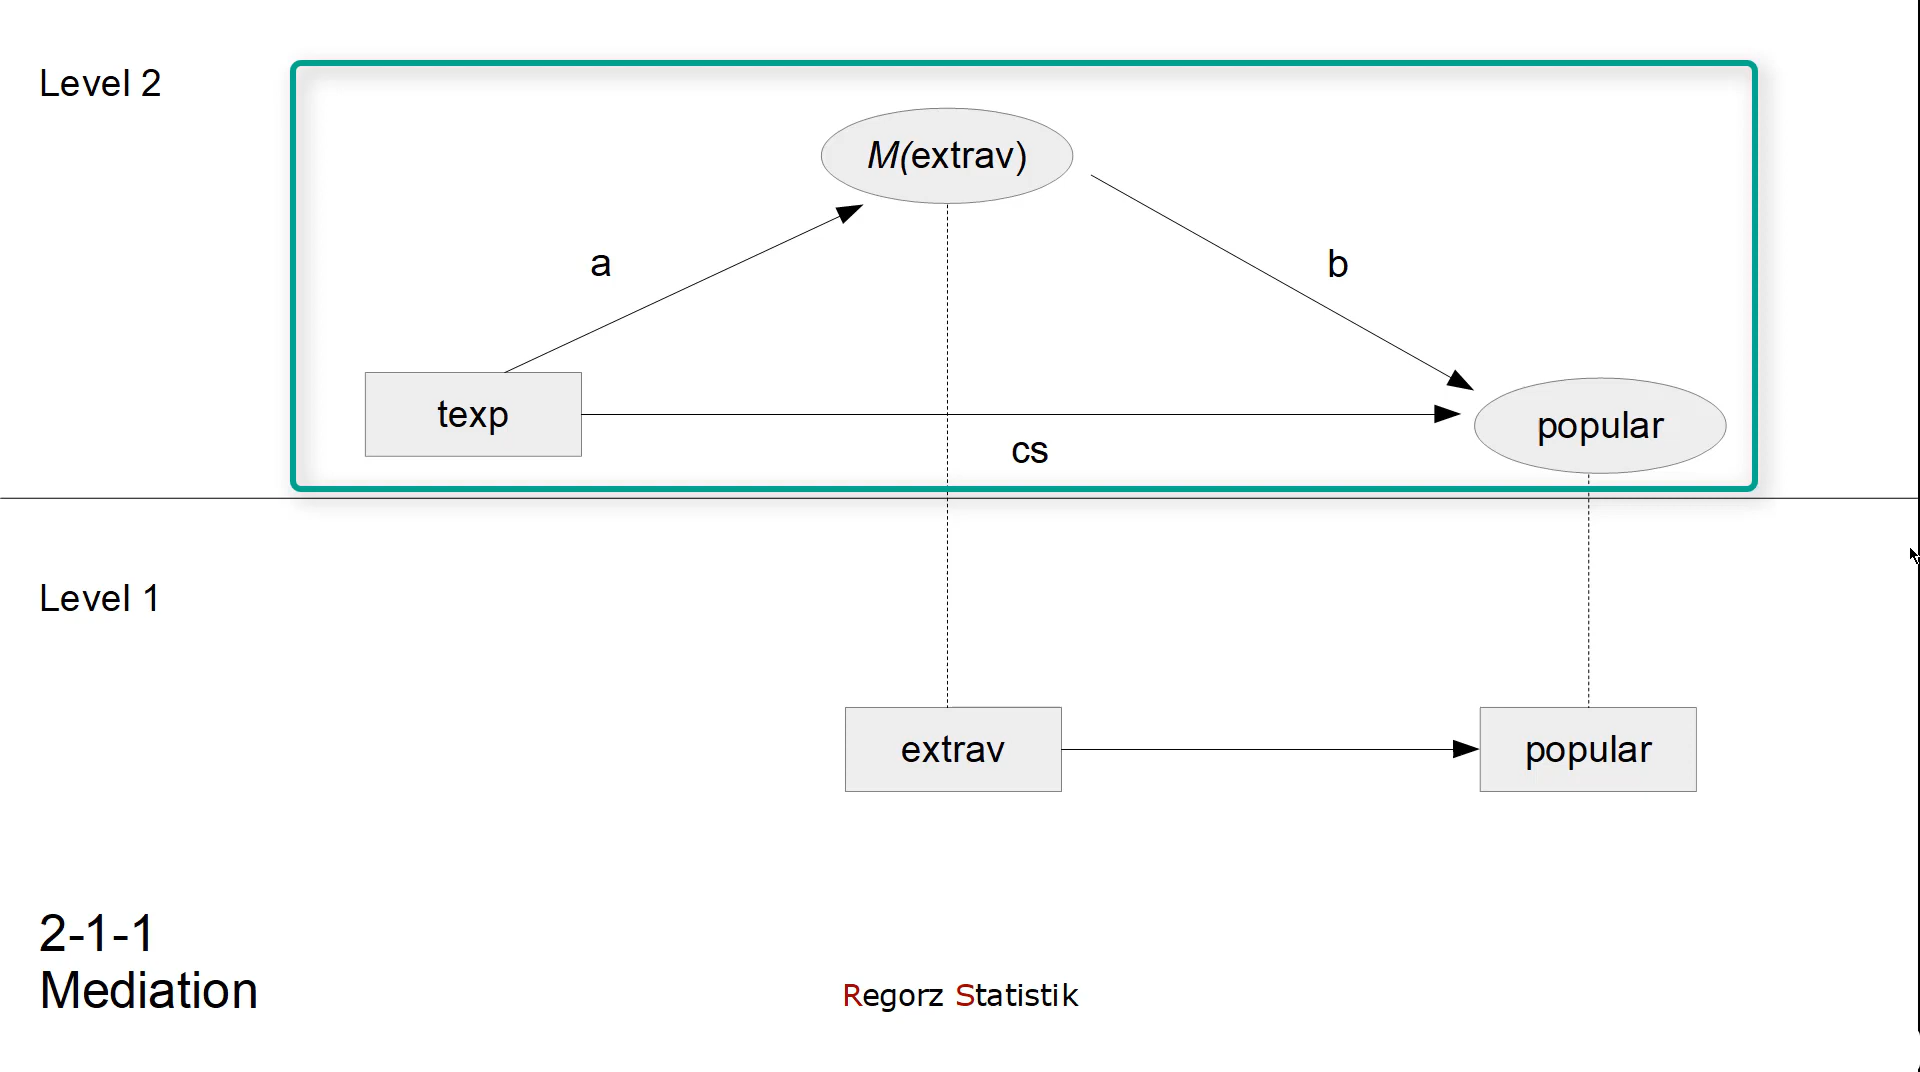 Level 2
M(extrav)
a
b
texp
cs
popular
Level 1
extrav
popular
2-1-1
Mediation
Regorz Statistik